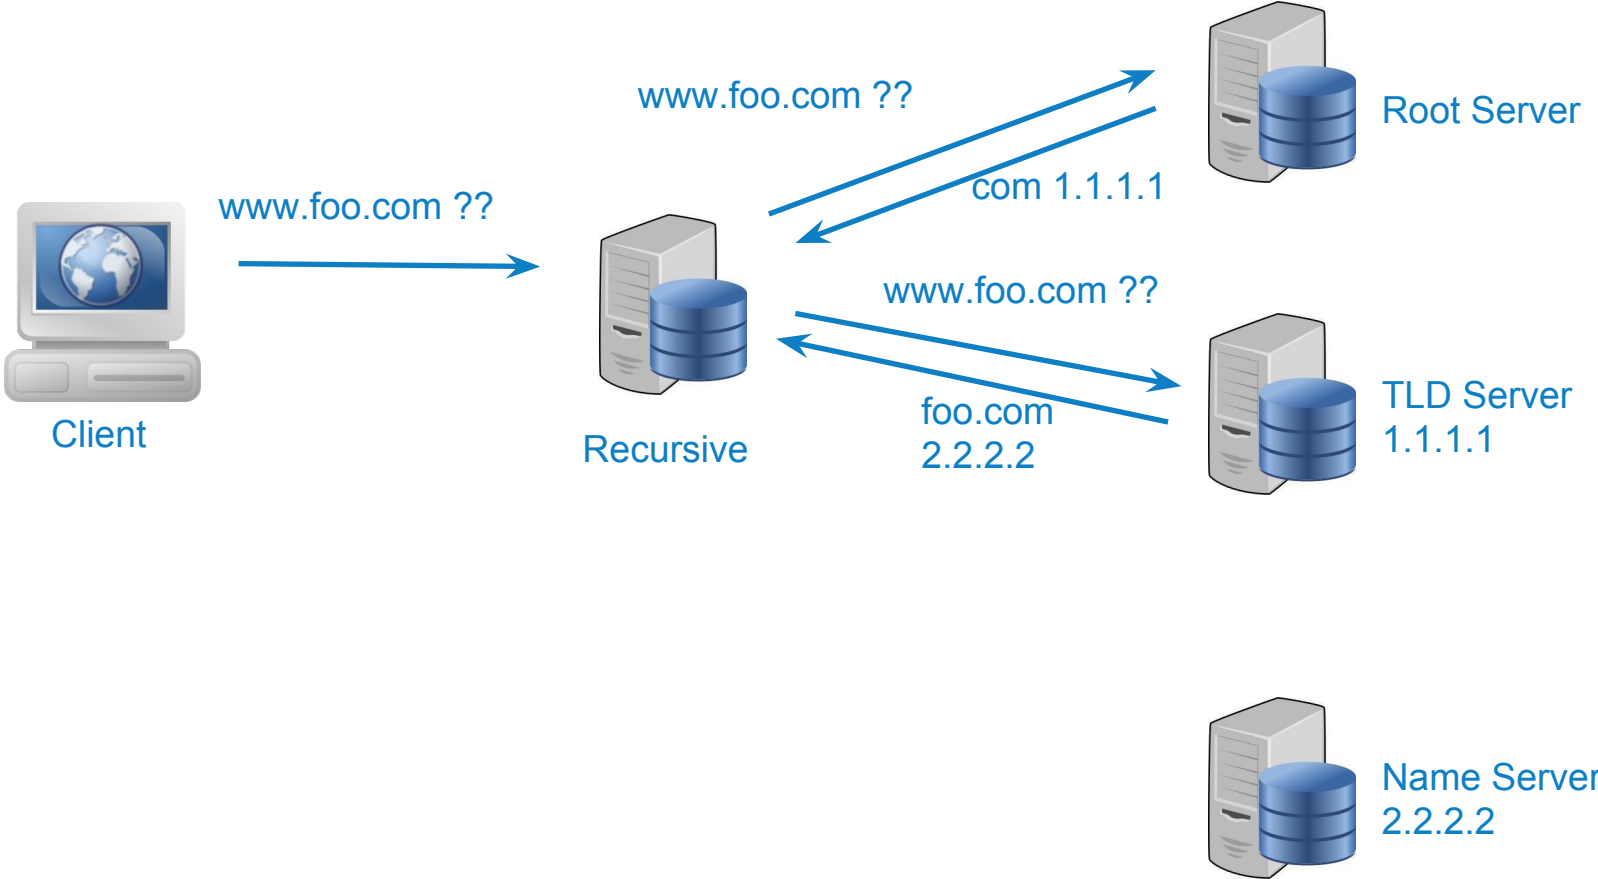 www.foo.com ??
Root Server
com 1.1.1.1
www.foo.com ??
www.foo.com ??
Client
Recursive
foo.com
2.2.2.2
TLD Server
1.1.1.1
Name Server
2.2.2.2